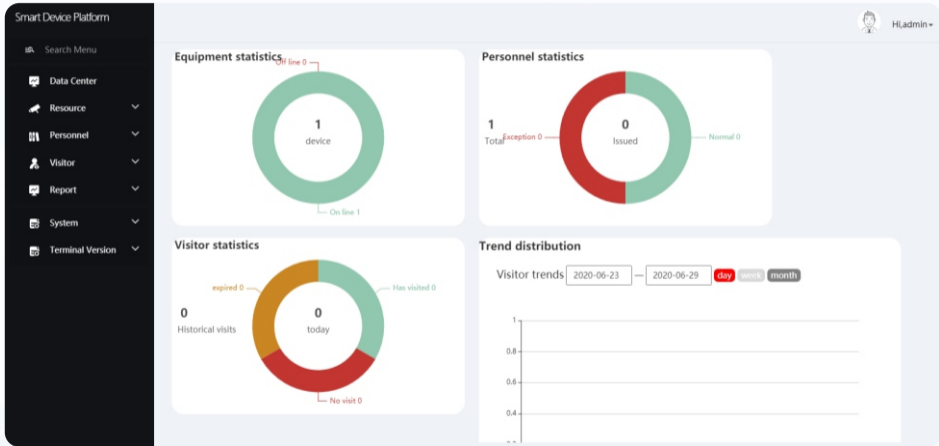 Smart Device Platform
Hi,admin
Search Menu
Data Center
Resource
Personnel
Visitor
Report
System
Terminal Version
Equipment statistics
Off line 0
1
device
On line 1
Personnel statistics
1
Total
Exception 0
0
Issued
Normal 0
Visitor statistics
expired 0
Has visited 0
0
Historical visits
0
today
No visit 0
Trend distribution
Visitor trends 2020-06-23 — 2020-06-29 day week month
1
0.8
0.6
0.4